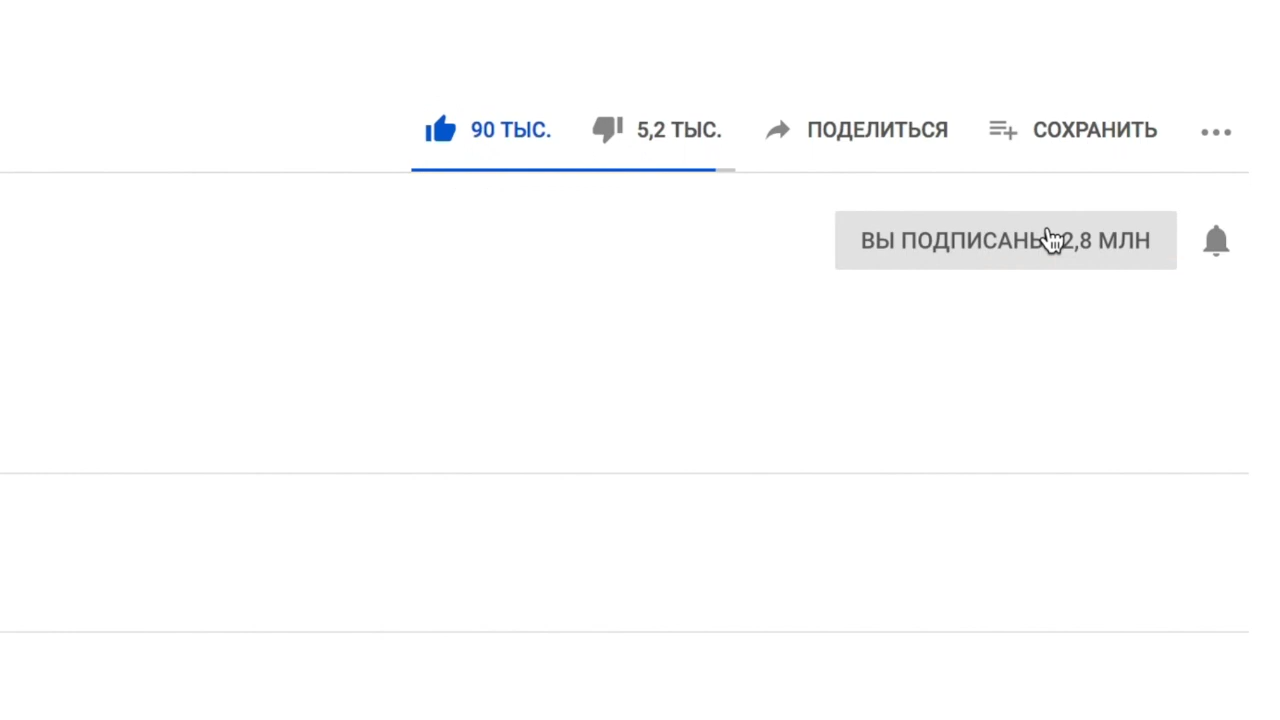 90 ТЫС. 5,2 ТЫС. ПОДЕЛИТЬСЯ СОХРАНИТЬ
ВЫ ПОДПИСАНЫ 2,8 МЛН